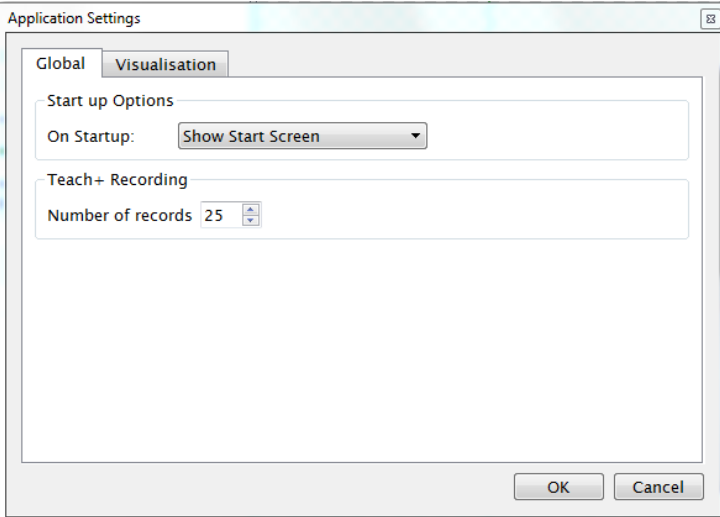 Application Settings
Global Visualisation
Start up Options
On Startup: Show Start Screen
Teach+ Recording
Number of records 25
OK Cancel